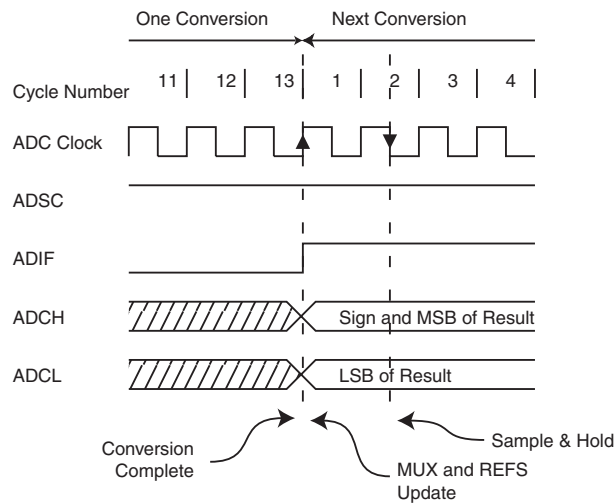 One Conversion
Next Conversion
Cycle Number
11
12
13
1
2
3
4
ADC Clock
ADSC
ADIF
ADCH
Sign and MSB of Result
ADCL
LSB of Result
Conversion
Complete
MUX and REFS
Update
Sample & Hold